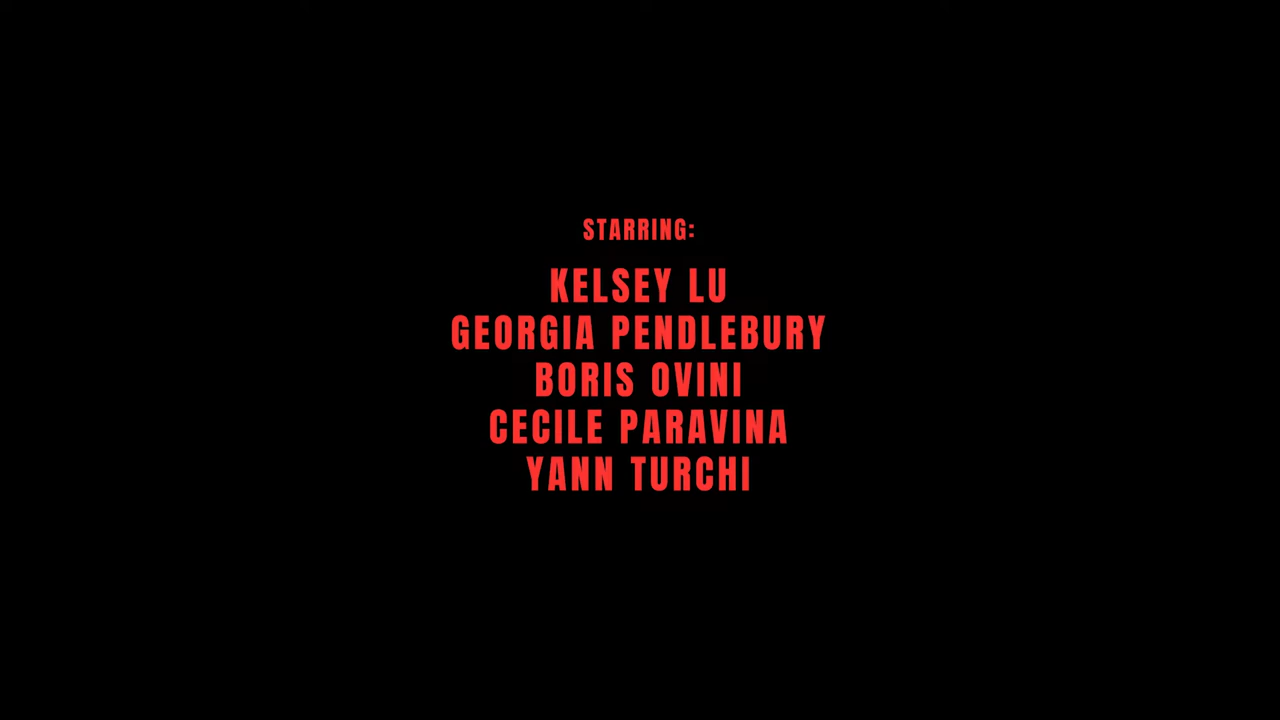 STARRING:
KELSEY LU
GEORGIA PENDLEBURY
BORIS OVINI
CECILE PARAVINA
YANN TURCHI